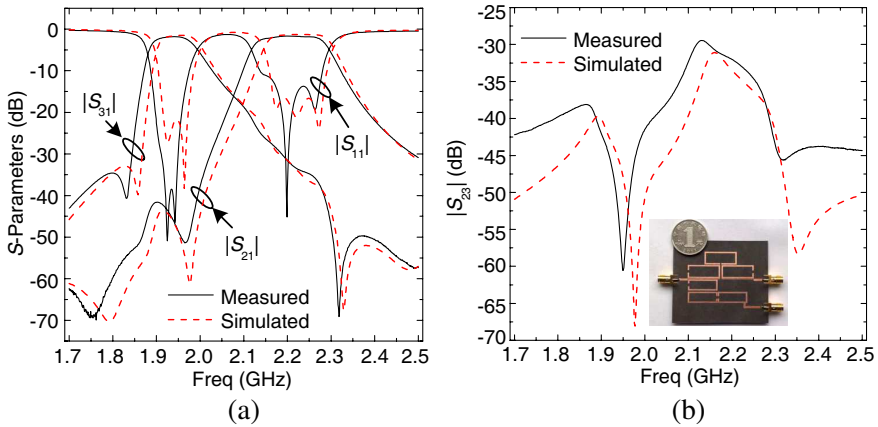 0
-10
-20
-30
-40
-50
-60
-70
S-Parameters (dB)
|S31|
|S11|
|S21|
Measured
Simulated
1.7 1.8 1.9 2.0 2.1 2.2 2.3 2.4 2.5
Freq (GHz)
(a)
-25
-30
-35
-40
-45
-50
-55
-60
-65
-70
-75
|S23| (dB)
Measured
Simulated
1
1.7 1.8 1.9 2.0 2.1 2.2 2.3 2.4 2.5
Freq (GHz)
(b)